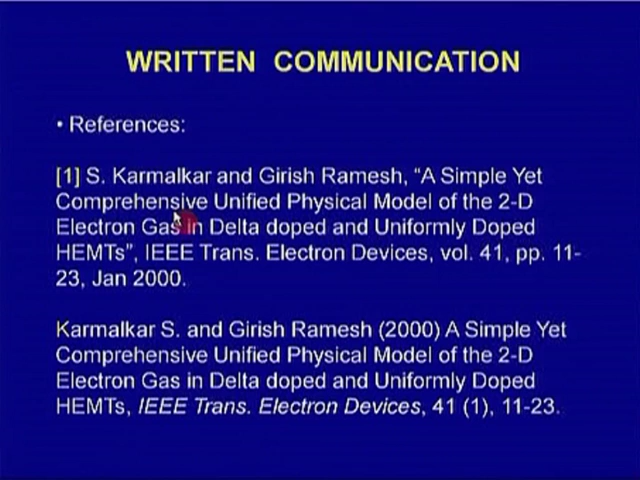 WRITTEN COMMUNICATION
• References:
[1] S. Karmalkar and Girish Ramesh, “A Simple Yet
Comprehensive Unified Physical Model of the 2-D
Electron Gas in Delta doped and Uniformly Doped
HEMTs”, IEEE Trans. Electron Devices, vol. 41, pp. 11-
23, Jan 2000.
Karmalkar S. and Girish Ramesh (2000) A Simple Yet
Comprehensive Unified Physical Model of the 2-D
Electron Gas in Delta doped and Uniformly Doped
HEMTs, IEEE Trans. Electron Devices, 41 (1), 11-23.